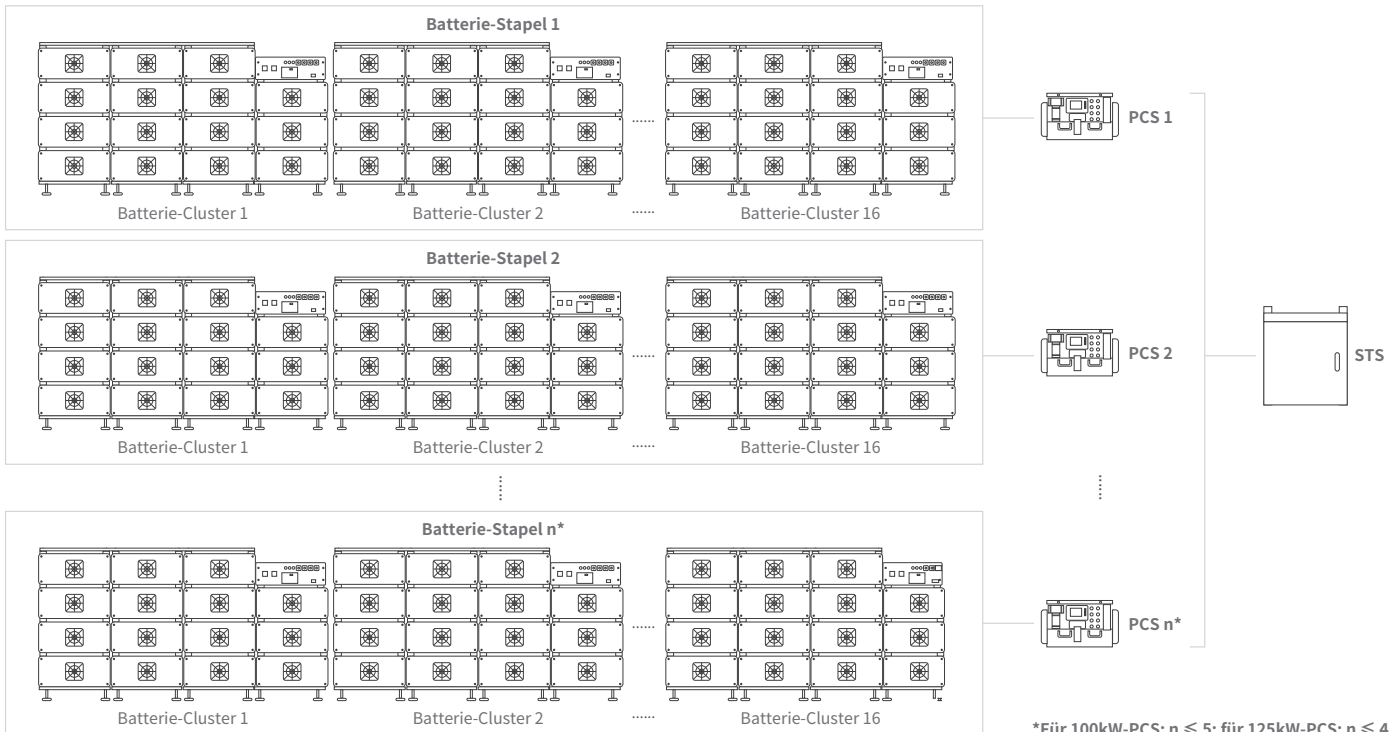 Batterie-Stapel 1
......
Batterie-Cluster 1
Batterie-Cluster 2
......
Batterie-Cluster 16
PCS 1
Batterie-Stapel 2
......
Batterie-Cluster 1
Batterie-Cluster 2
......
Batterie-Cluster 16
PCS 2
STS
......
......
Batterie-Stapel n*
......
Batterie-Cluster 1
Batterie-Cluster 2
......
Batterie-Cluster 16
PCS n*
*Für 100kW-PCS: n ≤ 5; für 125kW-PCS: n ≤ 4